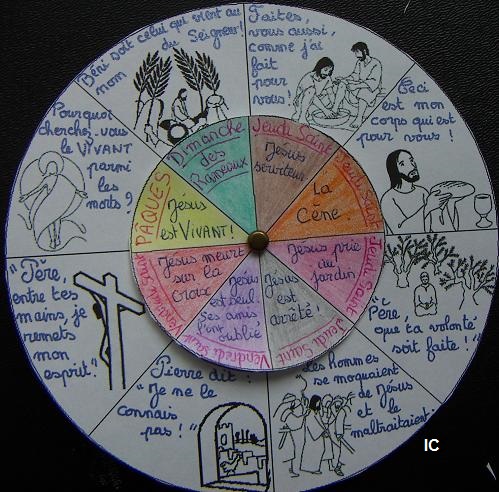 Béni soit celui qui vient au
nom du Seigneur!
Faites,
vous aussi,
comme j'ai
fait
pour
vous!
Ceci
est mon
corps qui est
pour vous!
"Père,
que ta volonté
soit faite!"
Les hommes
se moquaient
de Jésus
et le
maltraitaient.
Pierre dit:
"Je ne le
connais
pas!"
"Père,
entre tes
mains, je
remets
mon
esprit."
Pourquoi
cherchez-vous
le VIVANT
parmi
les
morts?
Dimanche
des
Rameaux
Jeudi Saint
Jésus
serviteur
Jeudi Saint
La
Cène.
Jeudi Saint
Jésus prie
au
jardin.
Jeudi Saint
Jésus
est
arrêté.
Vendredi Saint
Jésus
est seul.
Ses amis
l'ont
oublié
Vendredi Saint
Jésus meurt
sur la
croix
PÂQUES
Jésus
est VIVANT!
IC